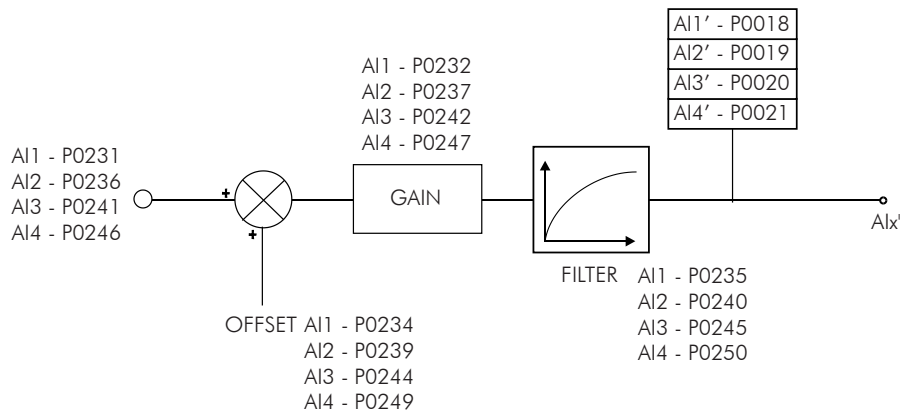 AI1' - P0018
AI2' - P0019
AI3' - P0020
AI4' - P0021
AI1 - P0232
AI2 - P0237
AI3 - P0242
AI4 - P0247
AI1 - P0231
AI2 - P0236
AI3 - P0241
AI4 - P0246
+
+
GAIN
AIx'
FILTER
AI1 - P0235
AI2 - P0240
AI3 - P0245
AI4 - P0250
OFFSET
AI1 - P0234
AI2 - P0239
AI3 - P0244
AI4 - P0249